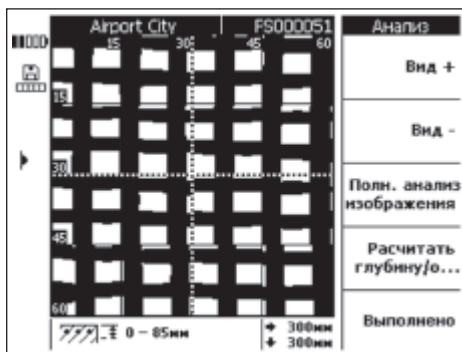 Airport City FS000051 Анализ
15 30 45 60
Вид +
15
Вид -
30
Полн. анализ
изображения
45
Расчитать
глубину/о...
60
Выполнено
0 - 85мм
300мм
300мм